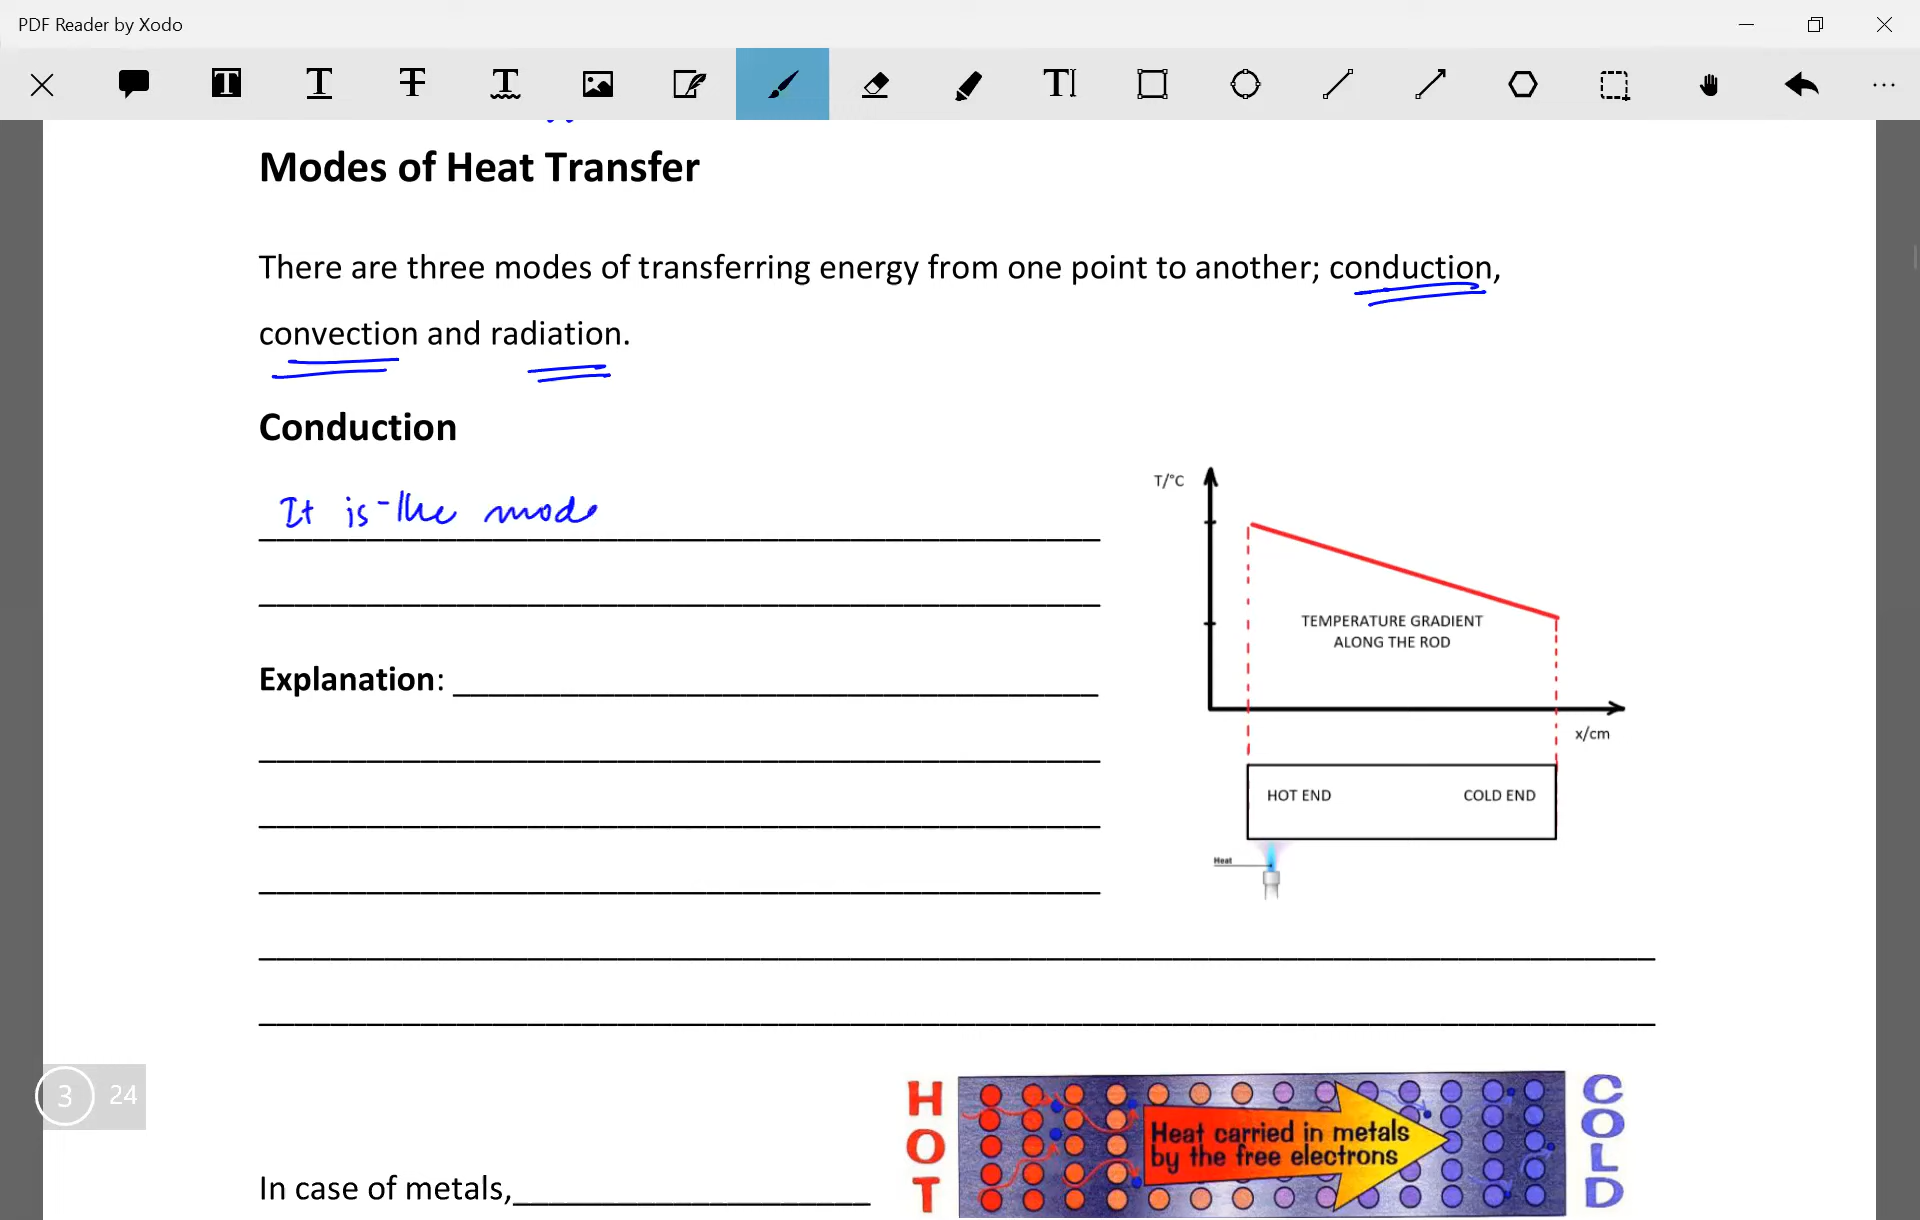 PDF Reader by Xodo
Modes of Heat Transfer
There are three modes of transferring energy from one point to another; conduction,
convection and radiation.
Conduction
It is the mode
Explanation:
T/°C
TEMPERATURE GRADIENT
ALONG THE ROD
x/cm
HOT END
COLD END
Heat
3 24
HOT
Heat carried in metals
by the free electrons
COLD
In case of metals,